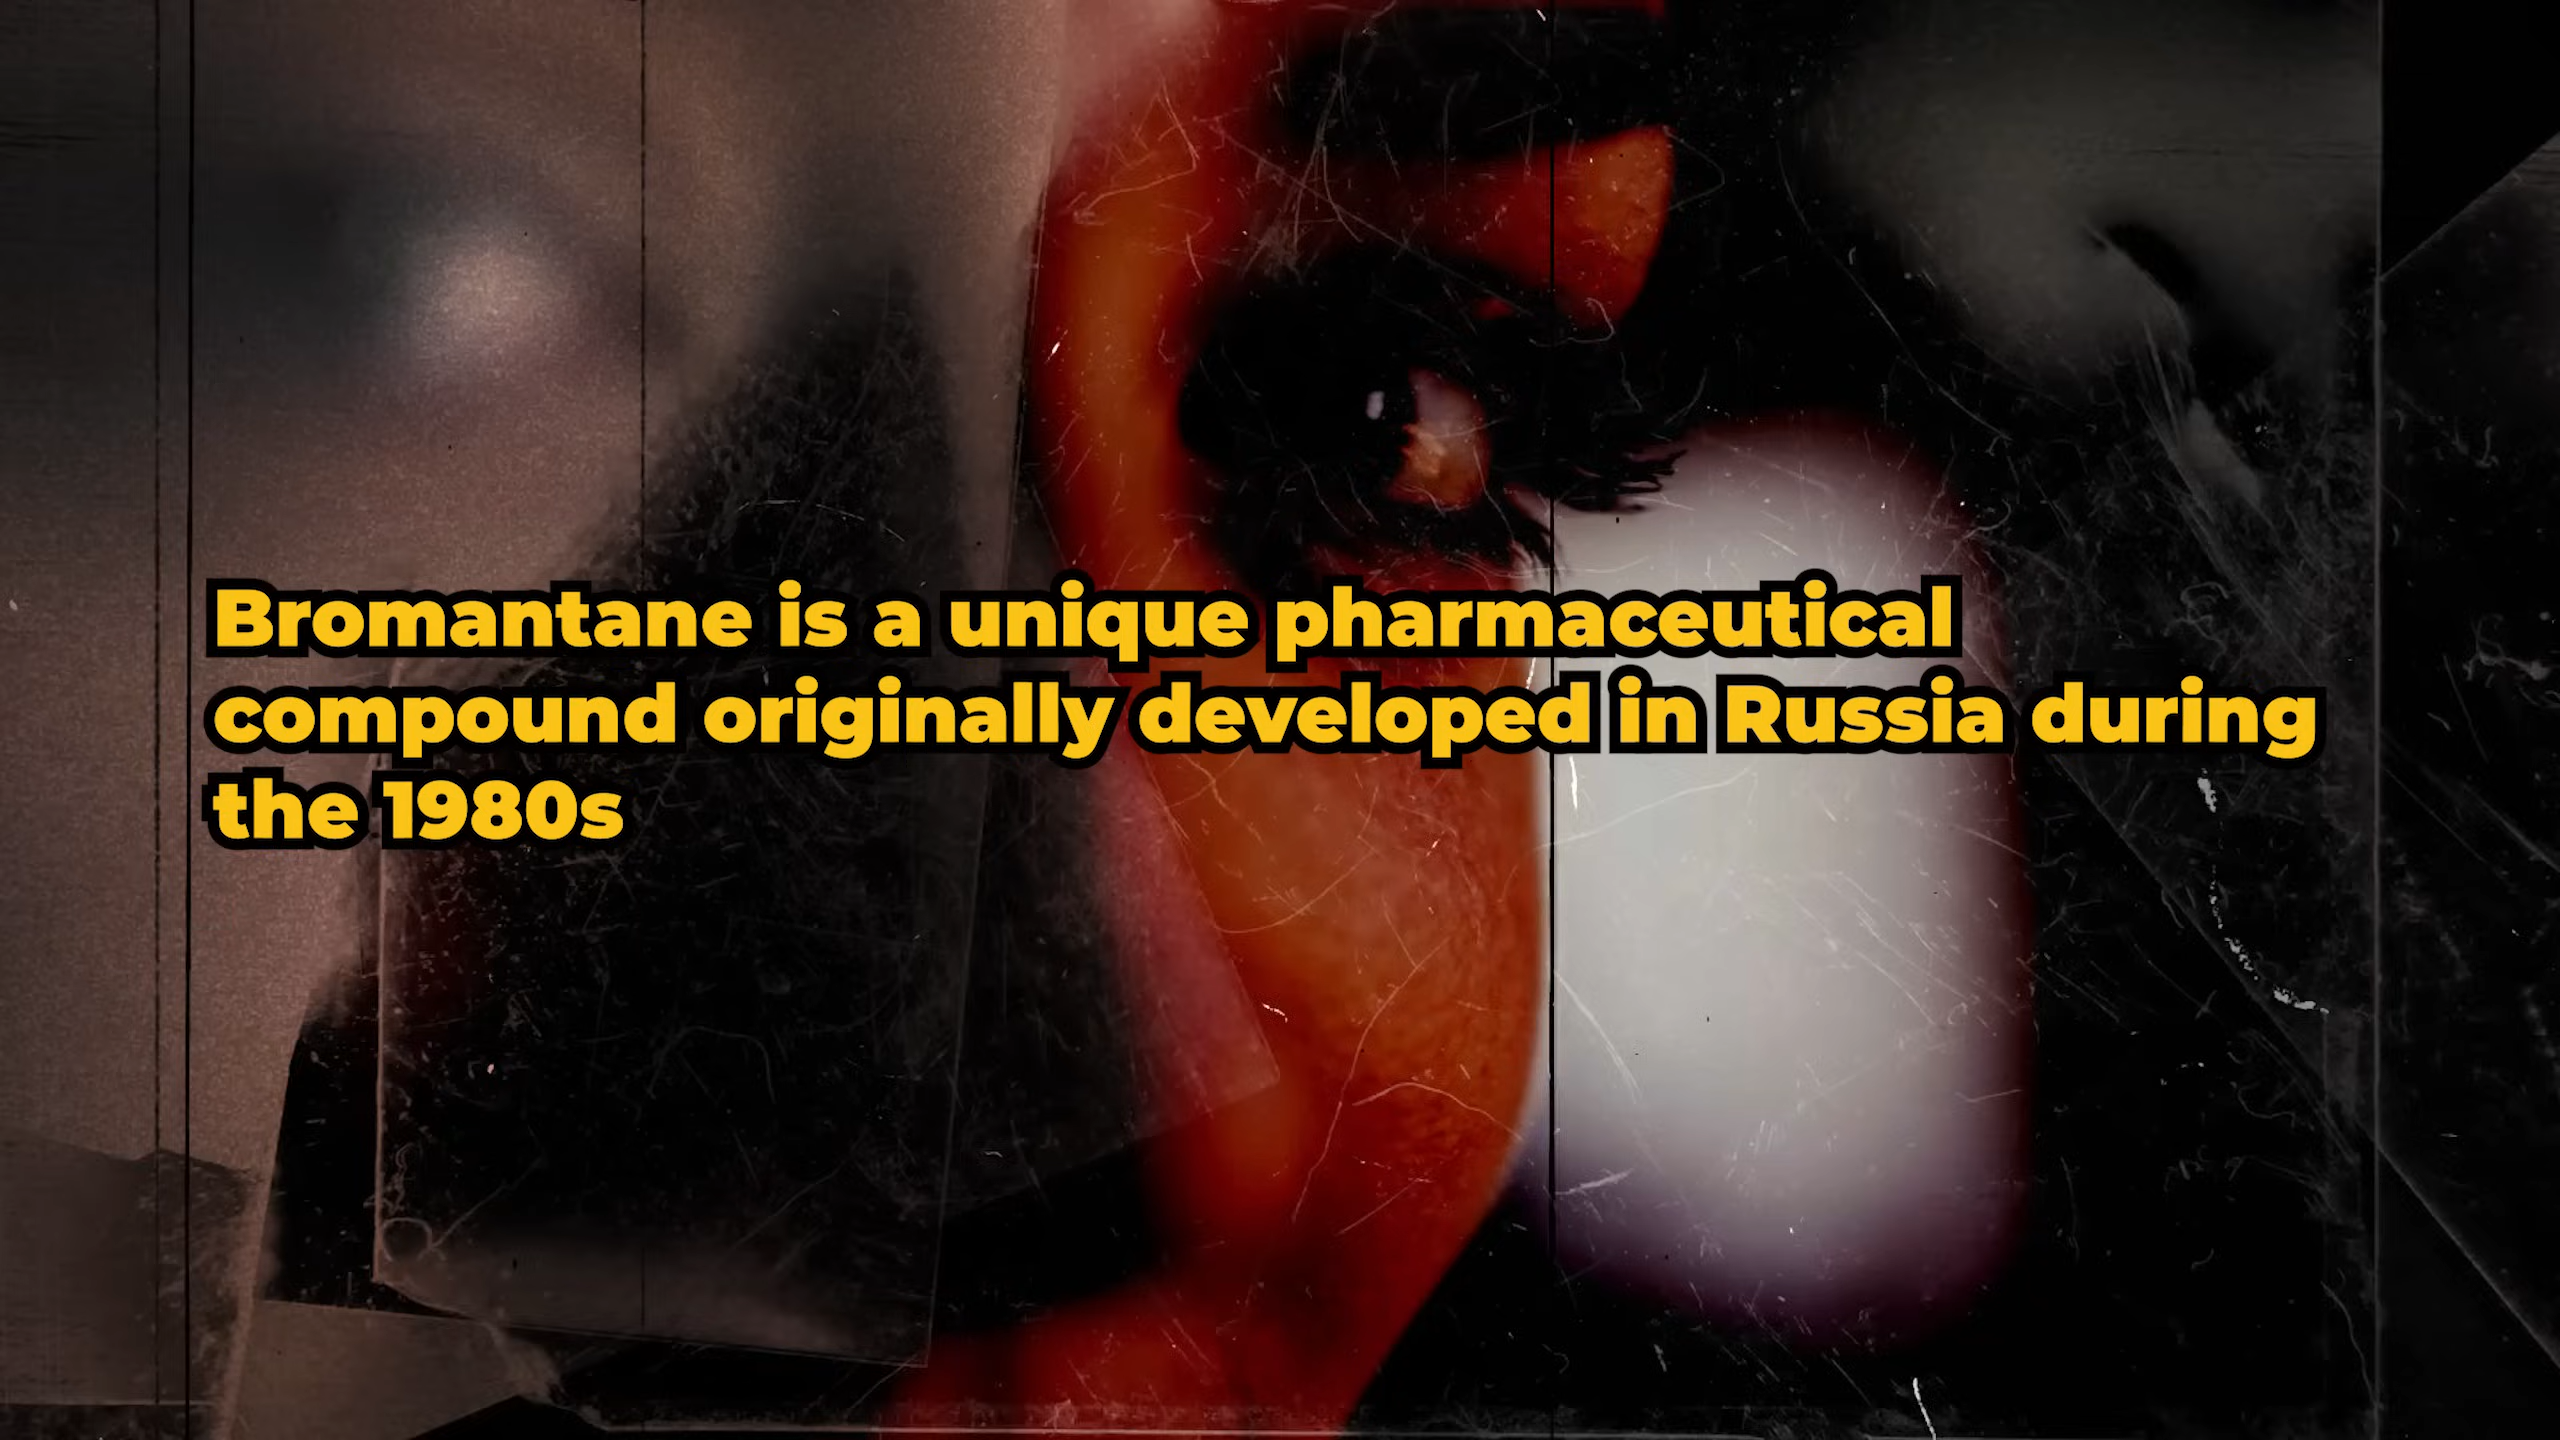 Bromantane is a unique pharmaceutical
compound originally developed in Russia during
the 1980s